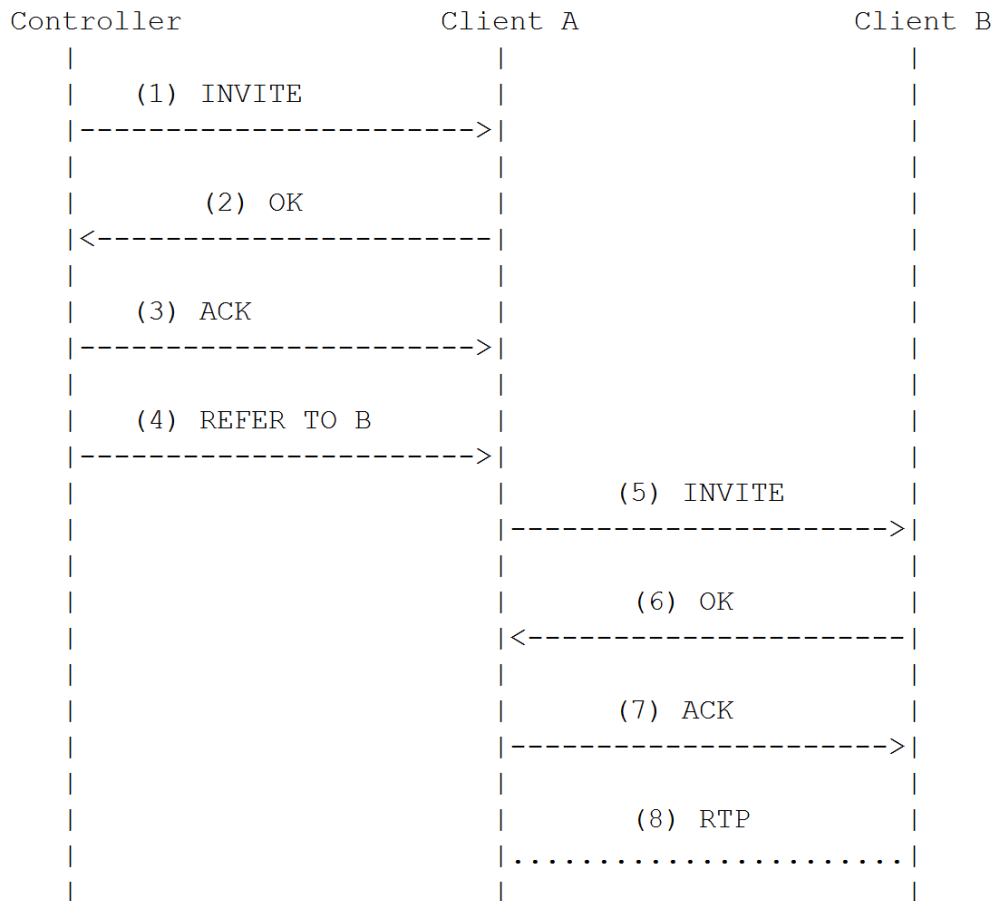 Controller Client A Client B
(1) INVITE
(2) OK
(3) ACK
(4) REFER TO B
(5) INVITE
(6) OK
(7) ACK
(8) RTP